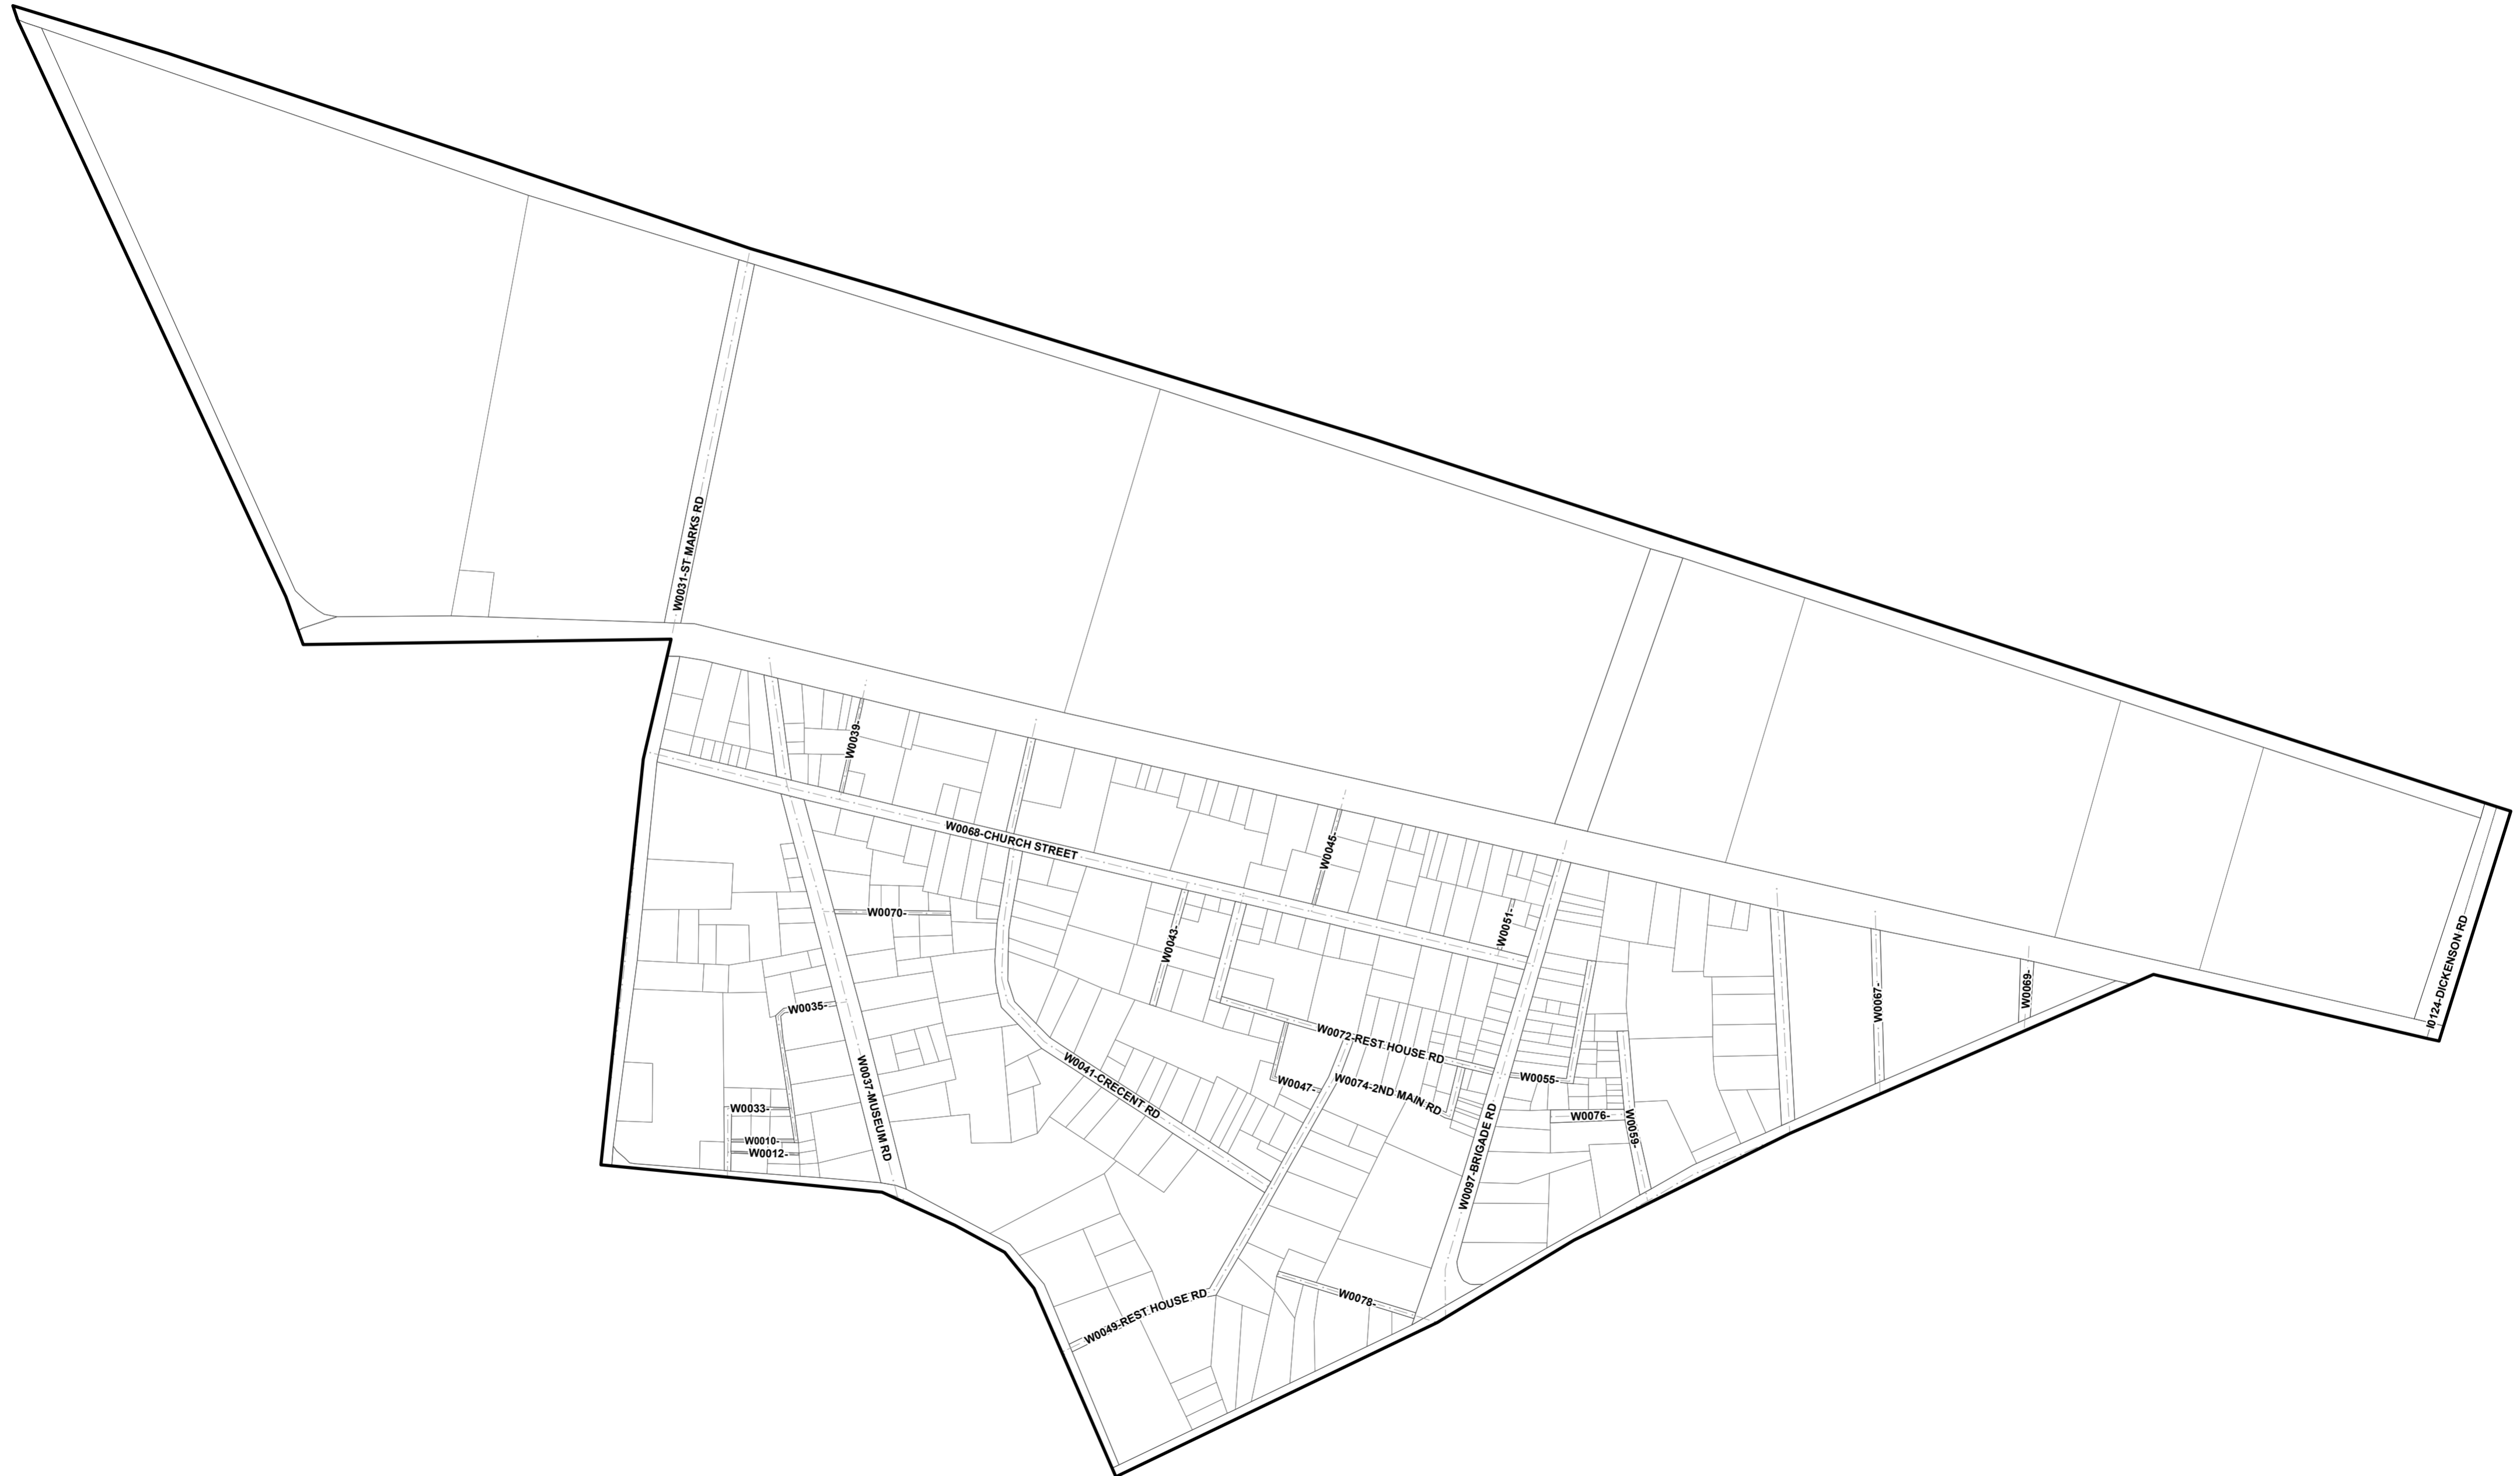 W0031-ST MARKS RD
W0039-
W0068-CHURCH STREET
W0045-
W0070-
W0043-
W0051-
I0124-DICKENSON RD
W0069-
W0067-
W0035-
W0072-REST HOUSE RD
W0041-CRECENT RD
W0047-
W0074-2ND MAIN RD
W0055-
W0037-MUSEUM RD
W0033-
W0076-
W0059-
W0010-
W0012-
W0097-BRIGADE RD
W0078-
W0049-REST HOUSE RD